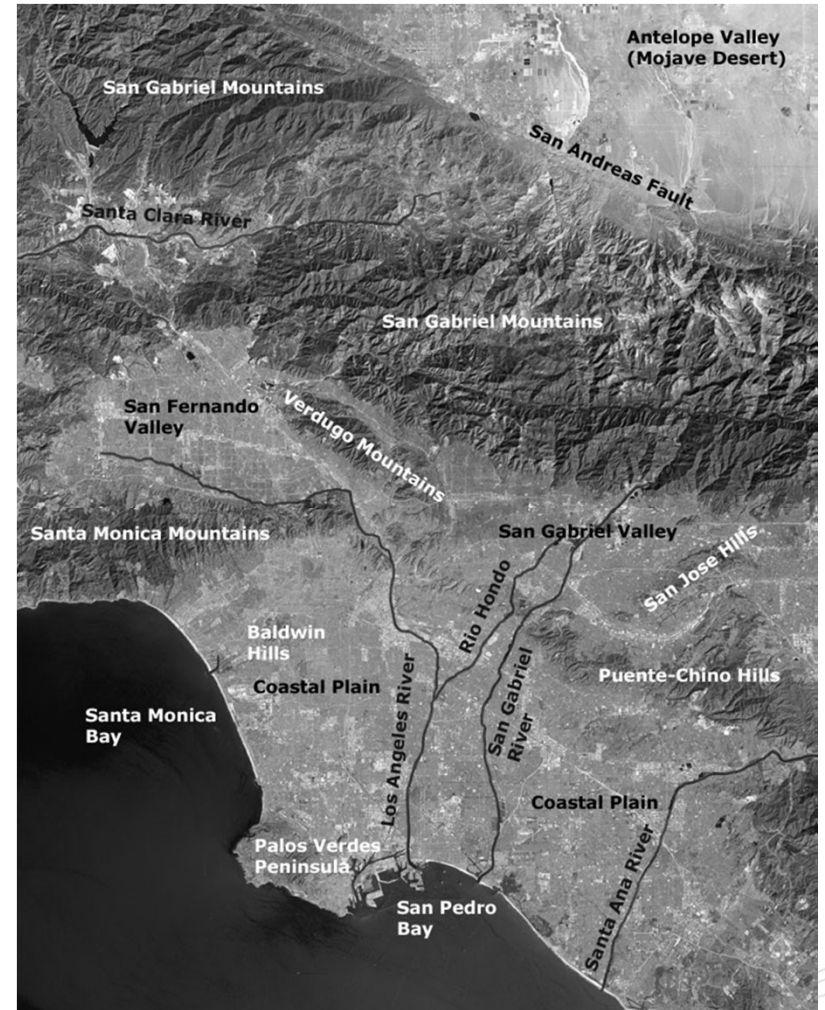 Antelope Valley
(Mojave Desert)
San Gabriel Mountains
San Andreas Fault
Santa Clara River
San Gabriel Mountains
San Fernando
Valley
Verdugo Mountains
Santa Monica Mountains
San Gabriel Valley
San Jose Hills
Rio Hondo
Baldwin
Hills
Coastal Plain
Puente-Chino Hills
Santa Monica
Bay
Los Angeles River
San Gabriel
River
Coastal Plain
Palos Verdes
Peninsula
Santa Ana River
San Pedro
Bay